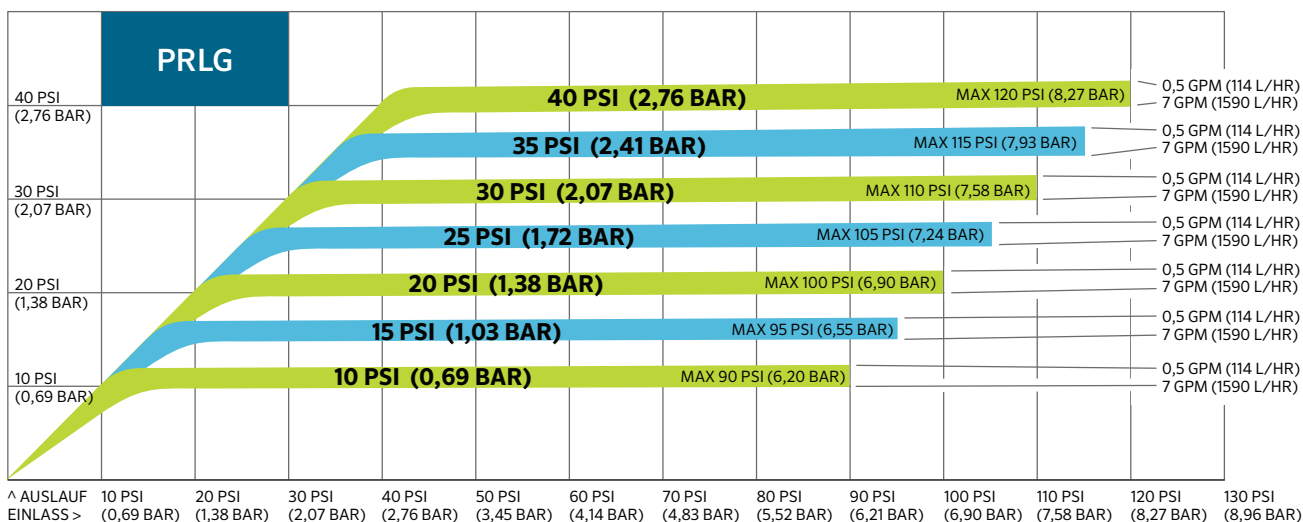 PRLG
40 PSI
(2,76 BAR)
40 PSI (2,76 BAR)
MAX 120 PSI (8,27 BAR)
0,5 GPM (114 L/HR)
7 GPM (1590 L/HR)
35 PSI (2,41 BAR)
MAX 115 PSI (7,93 BAR)
0,5 GPM (114 L/HR)
7 GPM (1590 L/HR)
30 PSI
(2,07 BAR)
30 PSI (2,07 BAR)
MAX 110 PSI (7,58 BAR)
0,5 GPM (114 L/HR)
7 GPM (1590 L/HR)
25 PSI (1,72 BAR)
MAX 105 PSI (7,24 BAR)
0,5 GPM (114 L/HR)
7 GPM (1590 L/HR)
20 PSI
(1,38 BAR)
20 PSI (1,38 BAR)
MAX 100 PSI (6,90 BAR)
0,5 GPM (114 L/HR)
7 GPM (1590 L/HR)
15 PSI (1,03 BAR)
MAX 95 PSI (6,55 BAR)
0,5 GPM (114 L/HR)
7 GPM (1590 L/HR)
10 PSI
(0,69 BAR)
10 PSI (0,69 BAR)
MAX 90 PSI (6,20 BAR)
0,5 GPM (114 L/HR)
7 GPM (1590 L/HR)
^ AUSLAUF 10 PSI 20 PSI 30 PSI 40 PSI 50 PSI 60 PSI 70 PSI 80 PSI 90 PSI 100 PSI 110 PSI 120 PSI 130 PSI
EINLASS > (0,69 BAR) (1,38 BAR) (2,07 BAR) (2,76 BAR) (3,45 BAR) (4,14 BAR) (4,83 BAR) (5,52 BAR) (6,21 BAR) (6,90 BAR) (7,58 BAR) (8,27 BAR) (8,96 BAR)